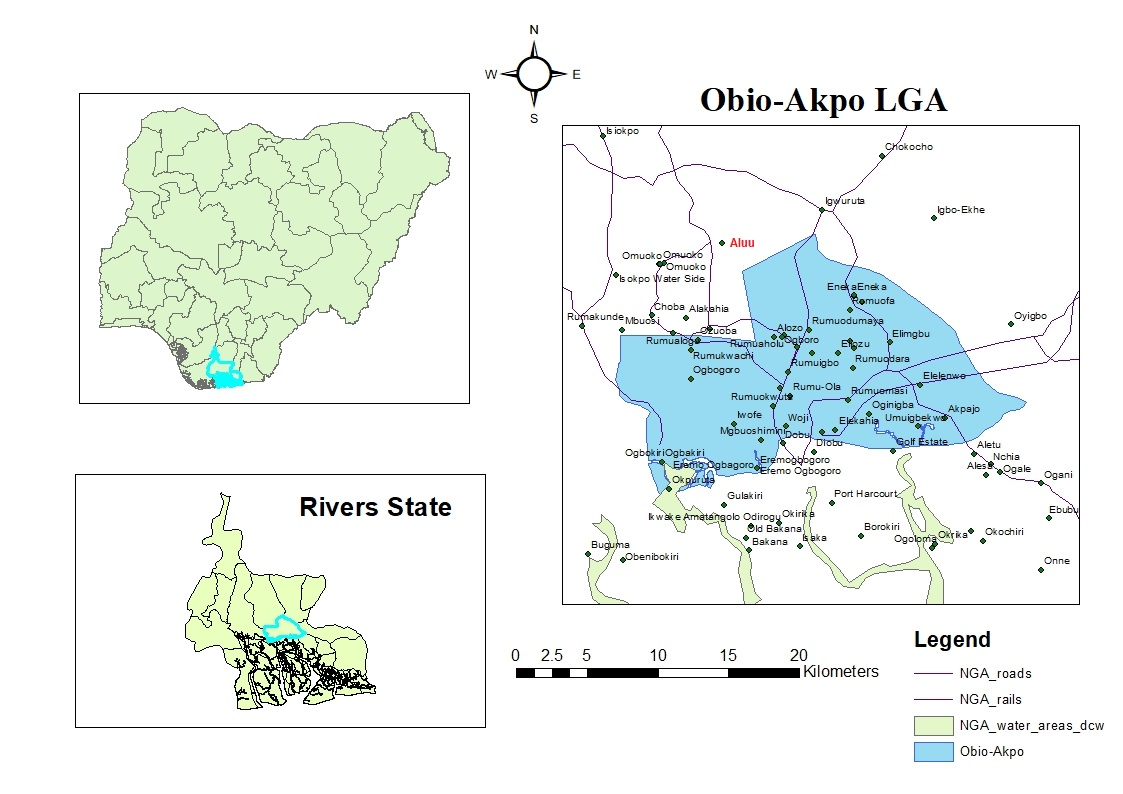 N
W
E
S
Obio-Akpo LGA
Isiokpo
Chokocho
Igwuruta
Igbo-Ekhe
Aluu
Omuoko
Omuoko
Omuoko
Isokpo Water Side
Eneka
Eneka
Rumuofa
Choba
Alakahia
Rumakunde
Mbuosi
Rumuodumaya
Oyigbo
Ozuoba
Alozo
Elimgbu
Rumualogu
Rumuaholu
Ogboro
Eliozu
Rumukwachi
Rumuigbo
Rumuodara
Ogbogoro
Elelenwo
Rumu-Ola
Rumuomasi
Rumuokwuta
Oginigba
Akpajo
Iwofe
Woji
Elekahia
Umuigbekwe
Mgbuoshimini
Dobu
Diobu
Golf Estate
Aletu
Ogbokiri
Ogbakiri
Eremogbogoro
Nchia
Eremo Ogbagoro
Eremo Ogbogoro
Alesa
Ogale
Ogani
Okpuruta
Gulakiri
Port Harcourt
Ebubu
Ikwake Amatangolo
Odirogu
Okirika
Old Bakana
Borokiri
Okrika
Okochiri
Bakana
Isaka
Ogoloma
Buguma
Obenibokiri
Onne
Rivers State
0 2.5 5 10 15 20
Kilometers
Legend
NGA_roads
NGA_rails
NGA_water_areas_dcw
Obio-Akpo